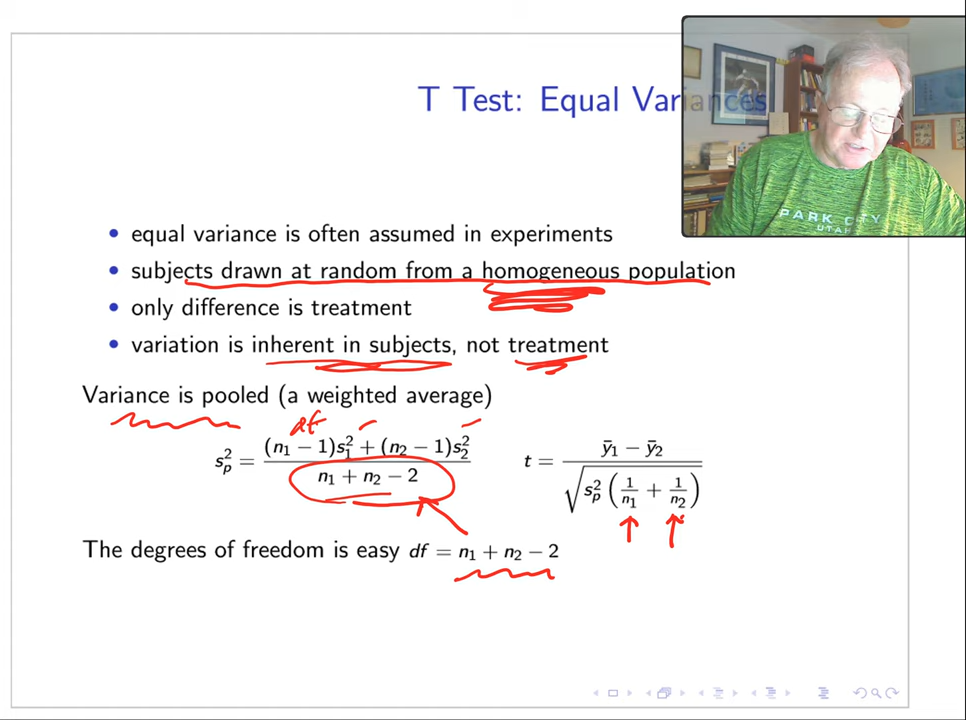 T Test: Equal Variances
PARK CITY
UTAH
• equal variance is often assumed in experiments
• subjects drawn at random from a homogeneous population
• only difference is treatment
• variation is inherent in subjects, not treatment
Variance is pooled (a weighted average)
df
s_p^2 = ((n_1 − 1)s_1^2 + (n_2 − 1)s_2^2) / (n_1 + n_2 − 2)
t = (ȳ_1 − ȳ_2) / √(s_p^2 (1/n_1 + 1/n_2))
The degrees of freedom is easy df = n_1 + n_2 − 2